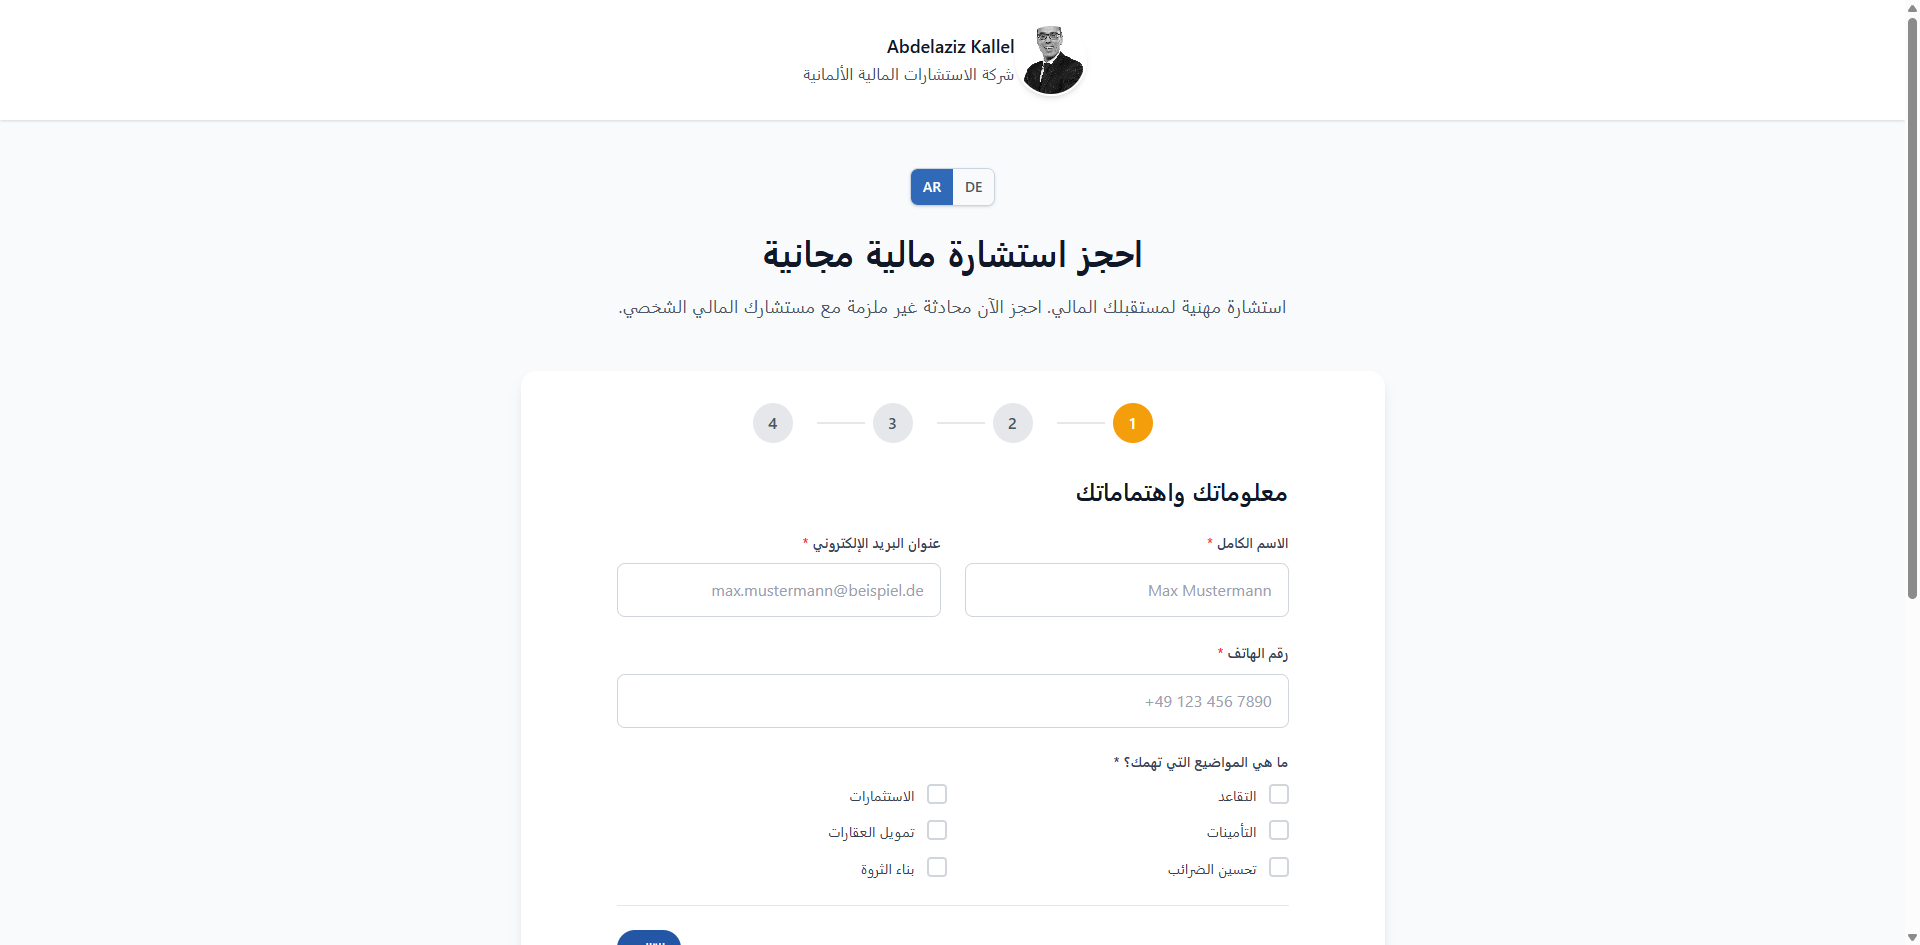 Abdelaziz Kallel
شركة الاستشارات المالية الألمانية
AR DE
احجز استشارة مالية مجانية
استشارة مهنية لمستقبلك المالي. احجز الآن محادثة غير ملزمة مع مستشارك المالي الشخصي.
1 2 3 4
معلوماتك واهتماماتك
الاسم الكامل *
عنوان البريد الإلكتروني *
Max Mustermann
max.mustermann@beispiel.de
رقم الهاتف *
+49 123 456 7890
ما هي المواضيع التي تهمك؟ *
التقاعد
الاستثمارات
التأمينات
تمويل العقارات
تحسين الضرائب
بناء الثروة